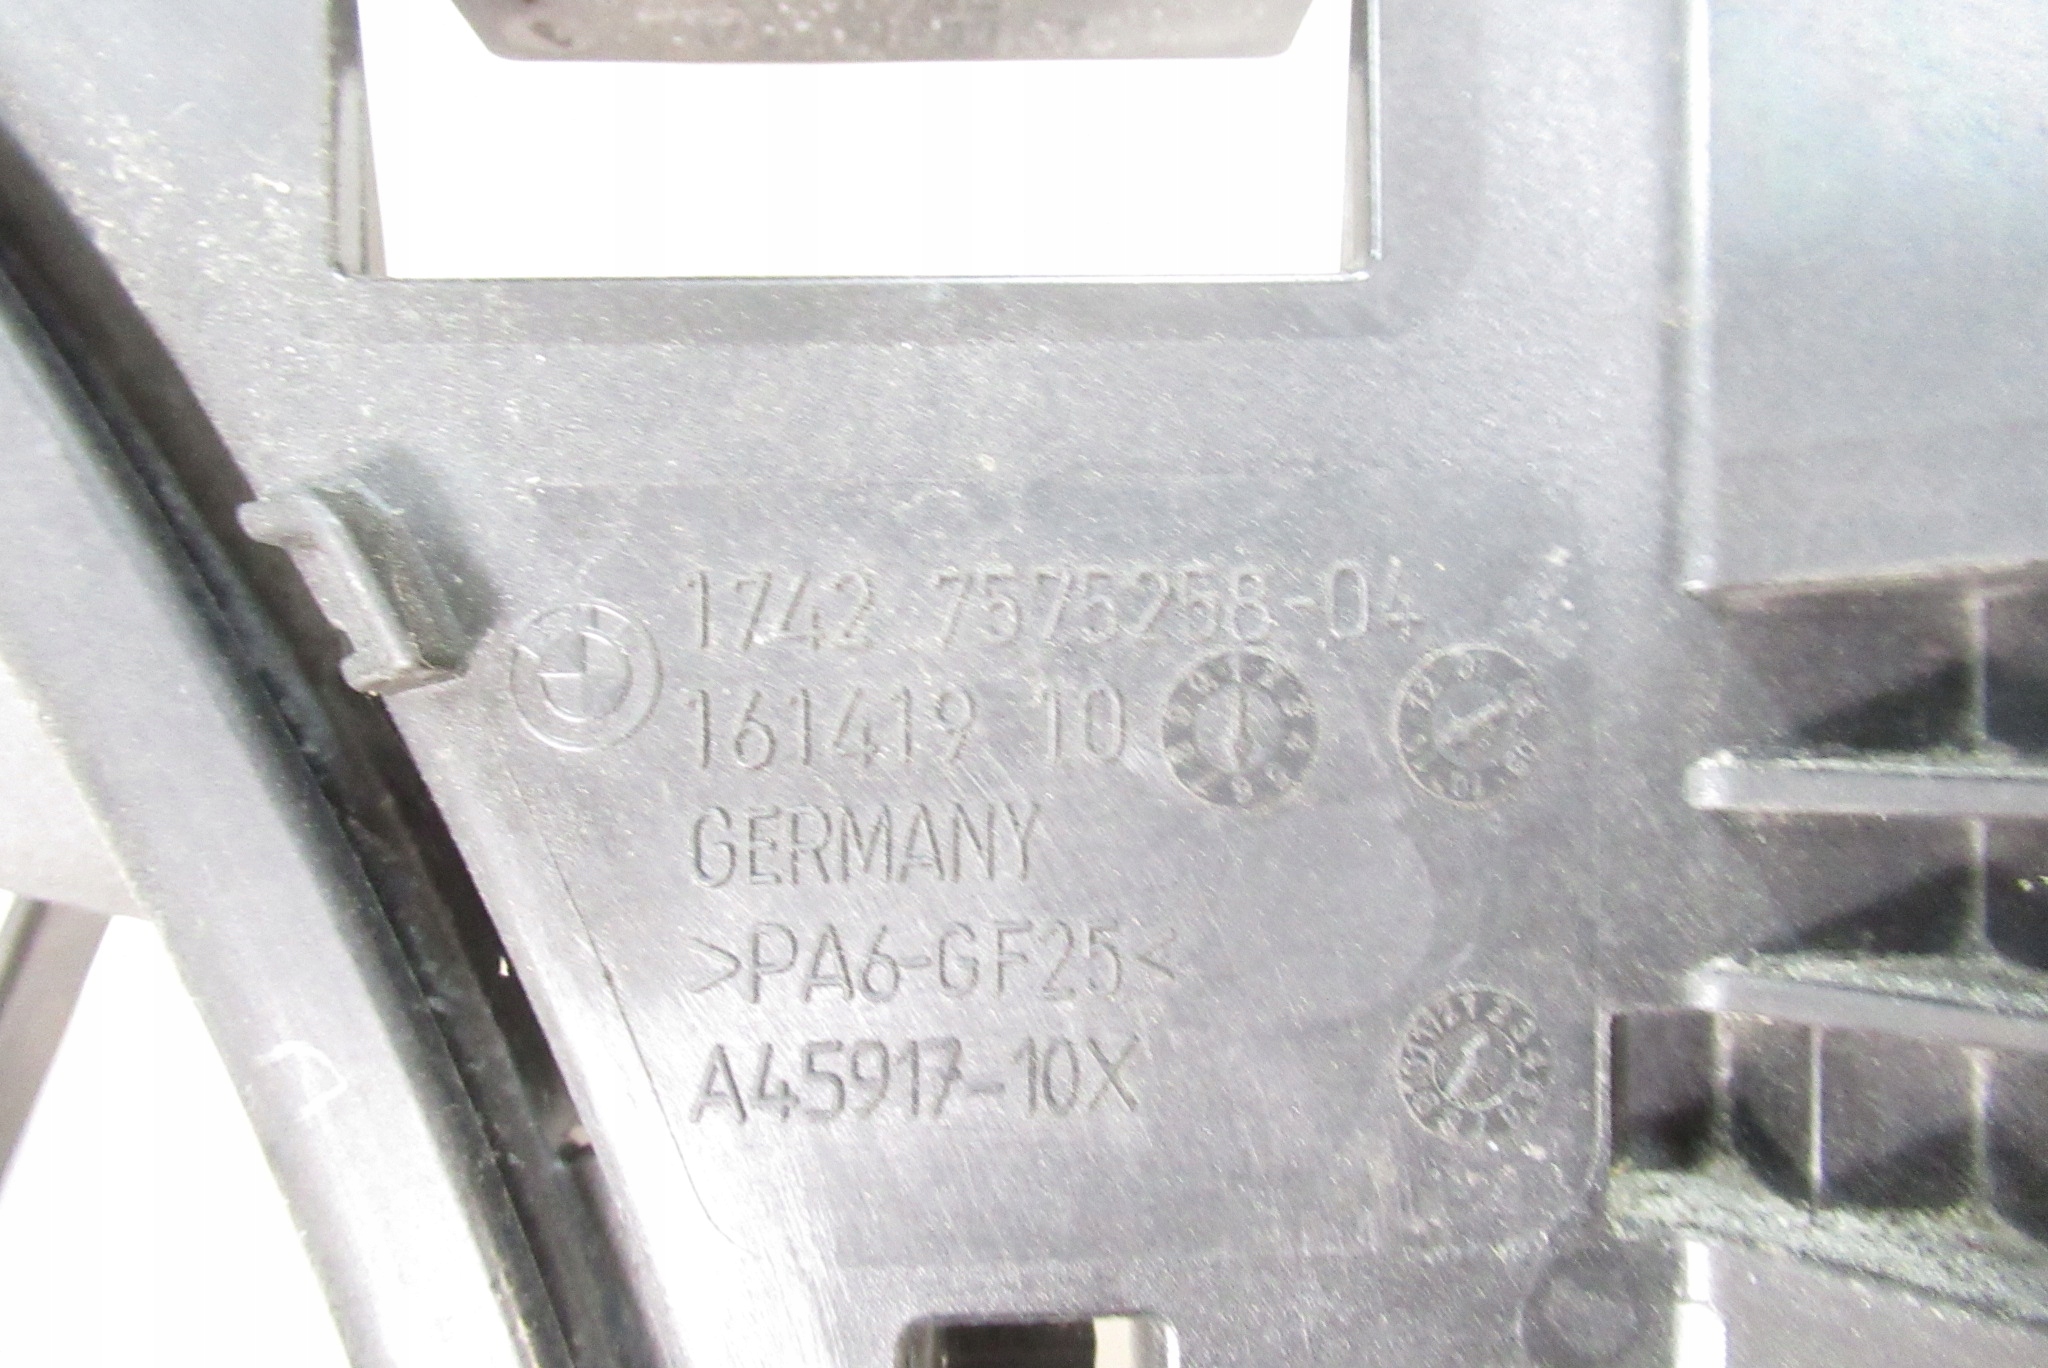 1742 7575258-04
161419 10
GERMANY
>PA6-GF25<
A45917-10X